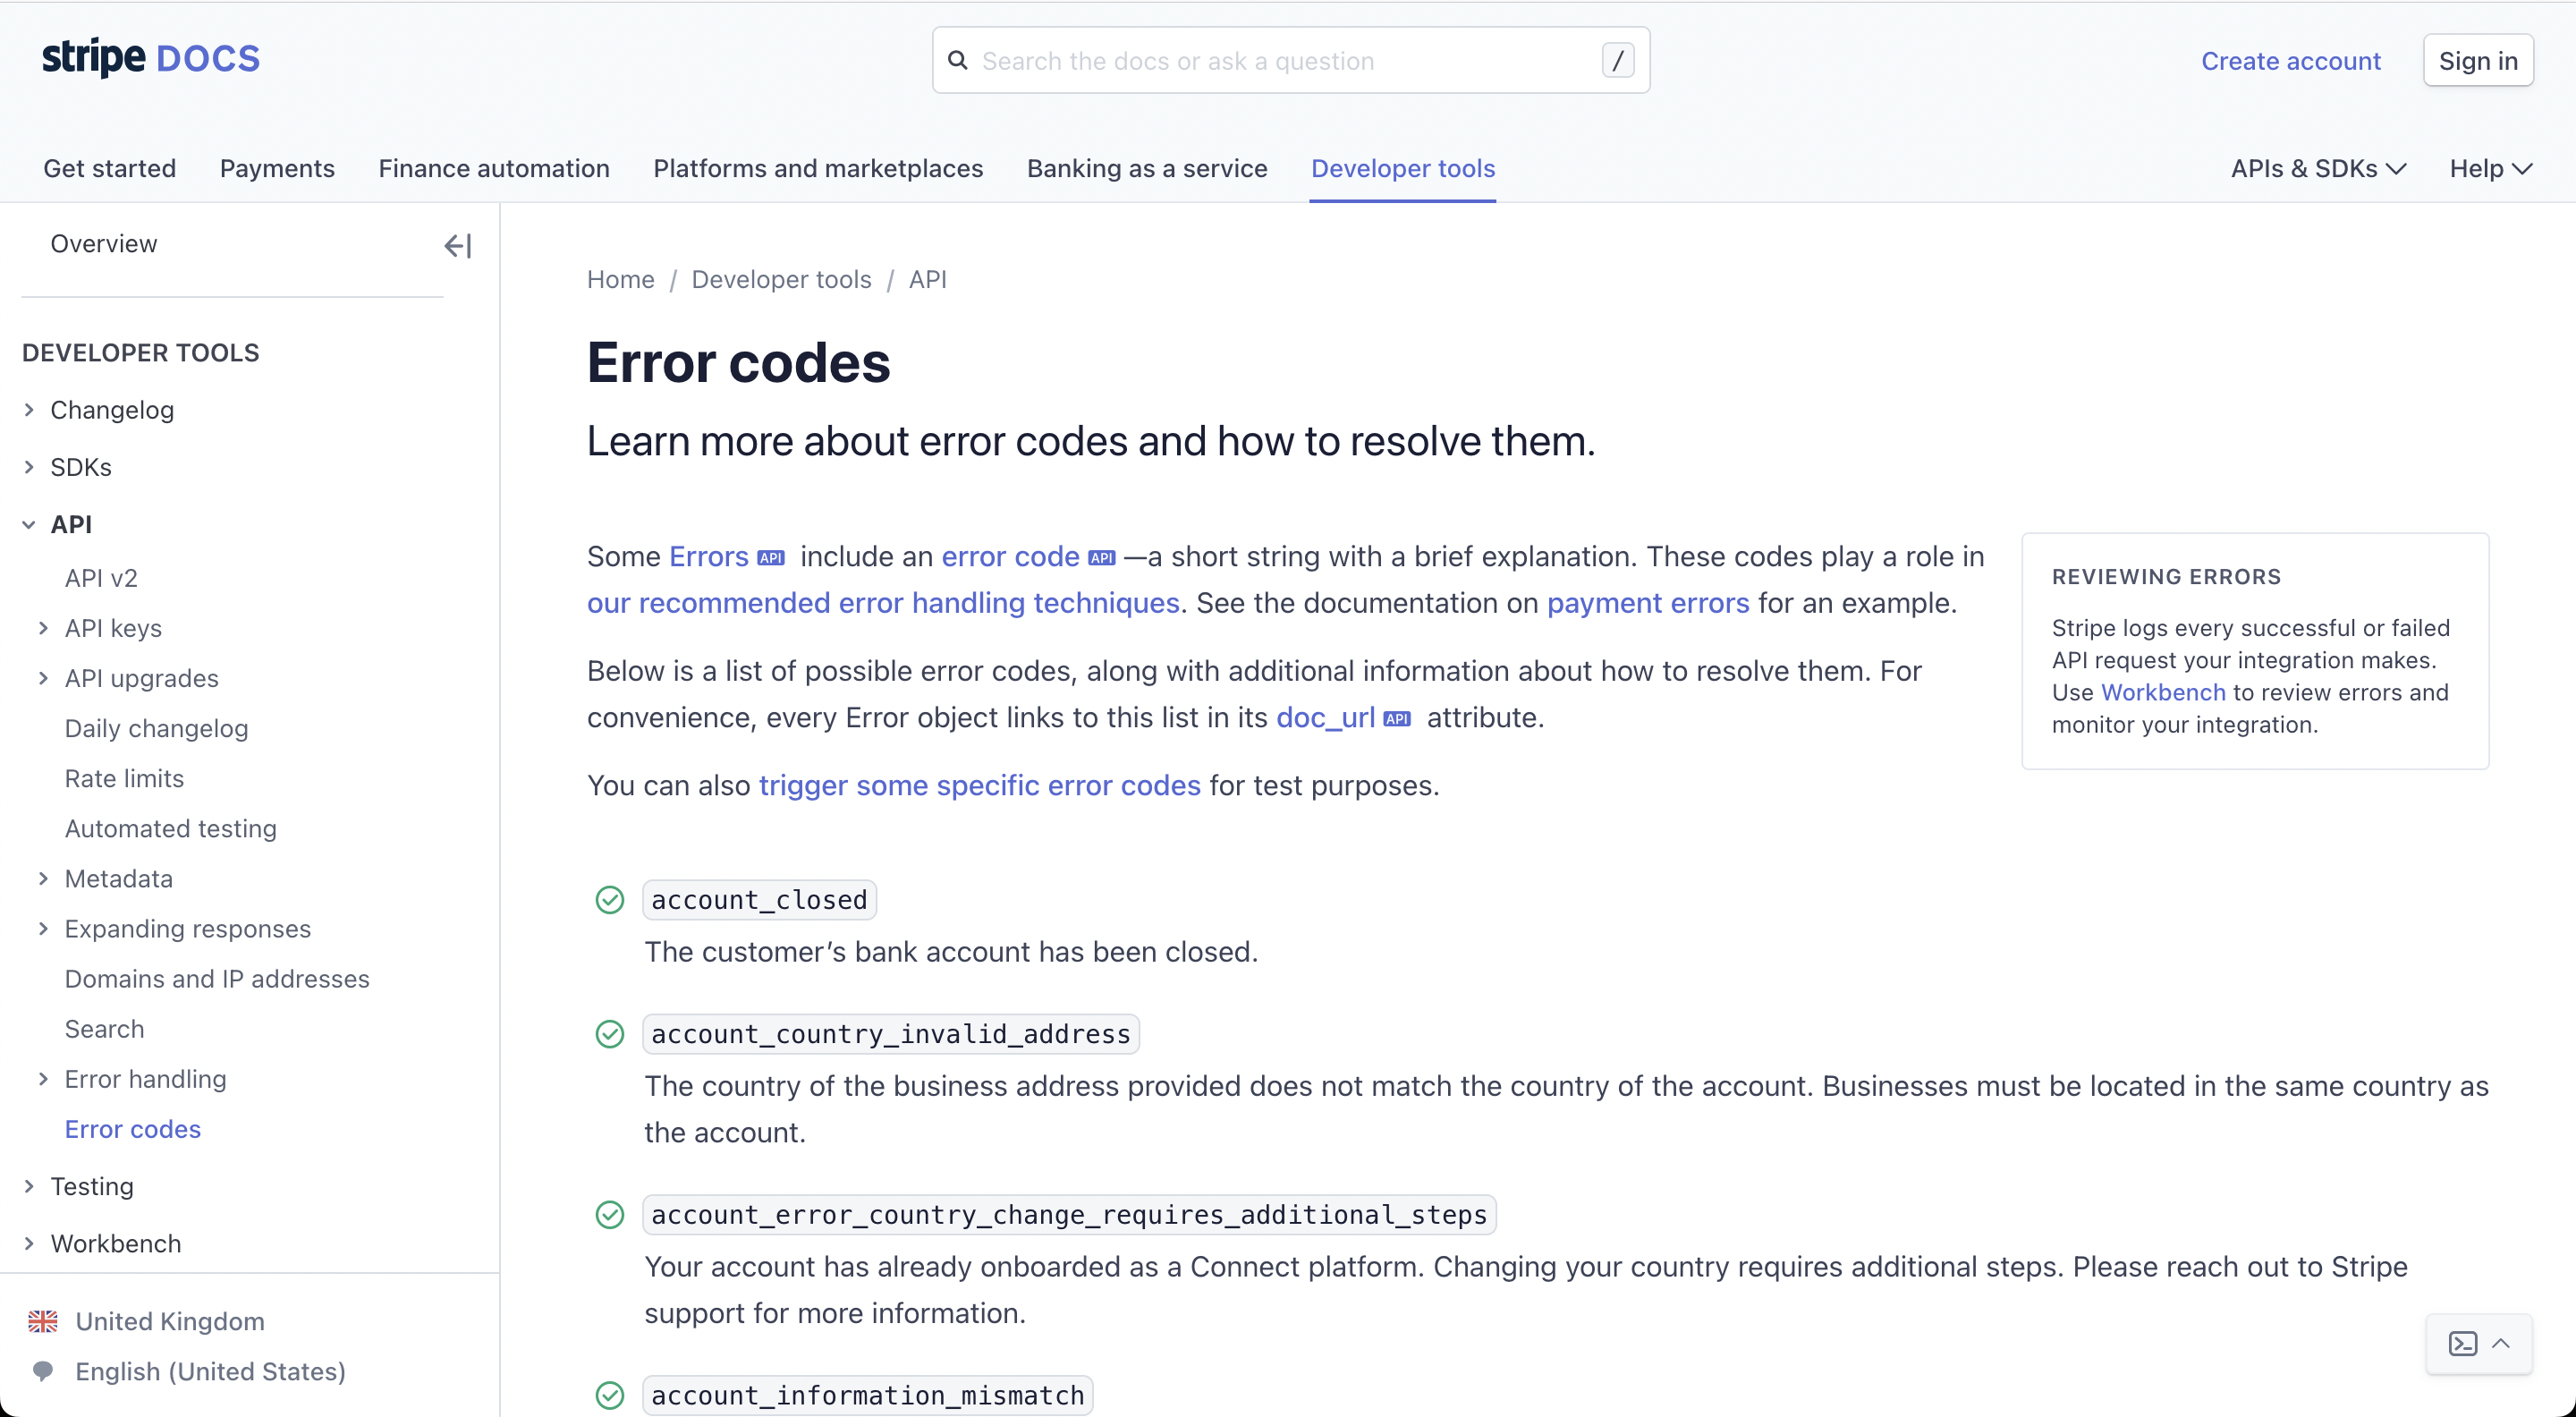 stripe DOCS
Search the docs or ask a question
/
Create account
Sign in
Get started
Payments
Finance automation
Platforms and marketplaces
Banking as a service
Developer tools
APIs & SDKs
Help
Overview
DEVELOPER TOOLS
Changelog
SDKs
API
API v2
API keys
API upgrades
Daily changelog
Rate limits
Automated testing
Metadata
Expanding responses
Domains and IP addresses
Search
Error handling
Error codes
Testing
Workbench
United Kingdom
English (United States)
Home / Developer tools / API
Error codes
Learn more about error codes and how to resolve them.
Some Errors API include an error code API —a short string with a brief explanation. These codes play a role in
our recommended error handling techniques. See the documentation on payment errors for an example.
Below is a list of possible error codes, along with additional information about how to resolve them. For
convenience, every Error object links to this list in its doc_url API attribute.
You can also trigger some specific error codes for test purposes.
REVIEWING ERRORS
Stripe logs every successful or failed
API request your integration makes.
Use Workbench to review errors and
monitor your integration.
account_closed
The customer’s bank account has been closed.
account_country_invalid_address
The country of the business address provided does not match the country of the account. Businesses must be located in the same country as
the account.
account_error_country_change_requires_additional_steps
Your account has already onboarded as a Connect platform. Changing your country requires additional steps. Please reach out to Stripe
support for more information.
account_information_mismatch